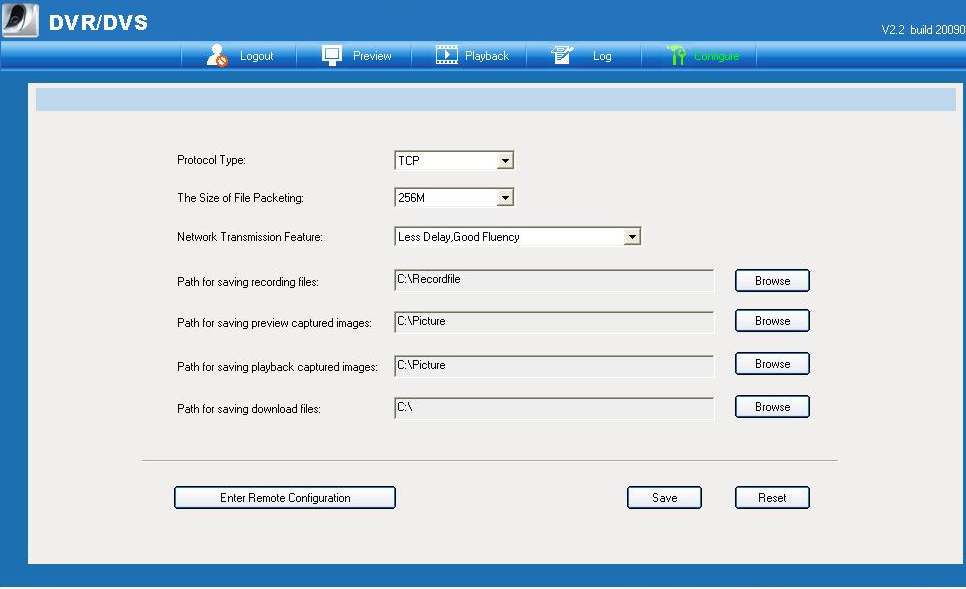 DVR/DVS
V2.2 build 20090
Logout Preview Playback Log Configure
Protocol Type: TCP
The Size of File Packeting: 256M
Network Transmission Feature: Less Delay,Good Fluency
Path for saving recording files: C:\Recordfile Browse
Path for saving preview captured images: C:\Picture Browse
Path for saving playback captured images: C:\Picture Browse
Path for saving download files: C:\ Browse
Enter Remote Configuration Save Reset